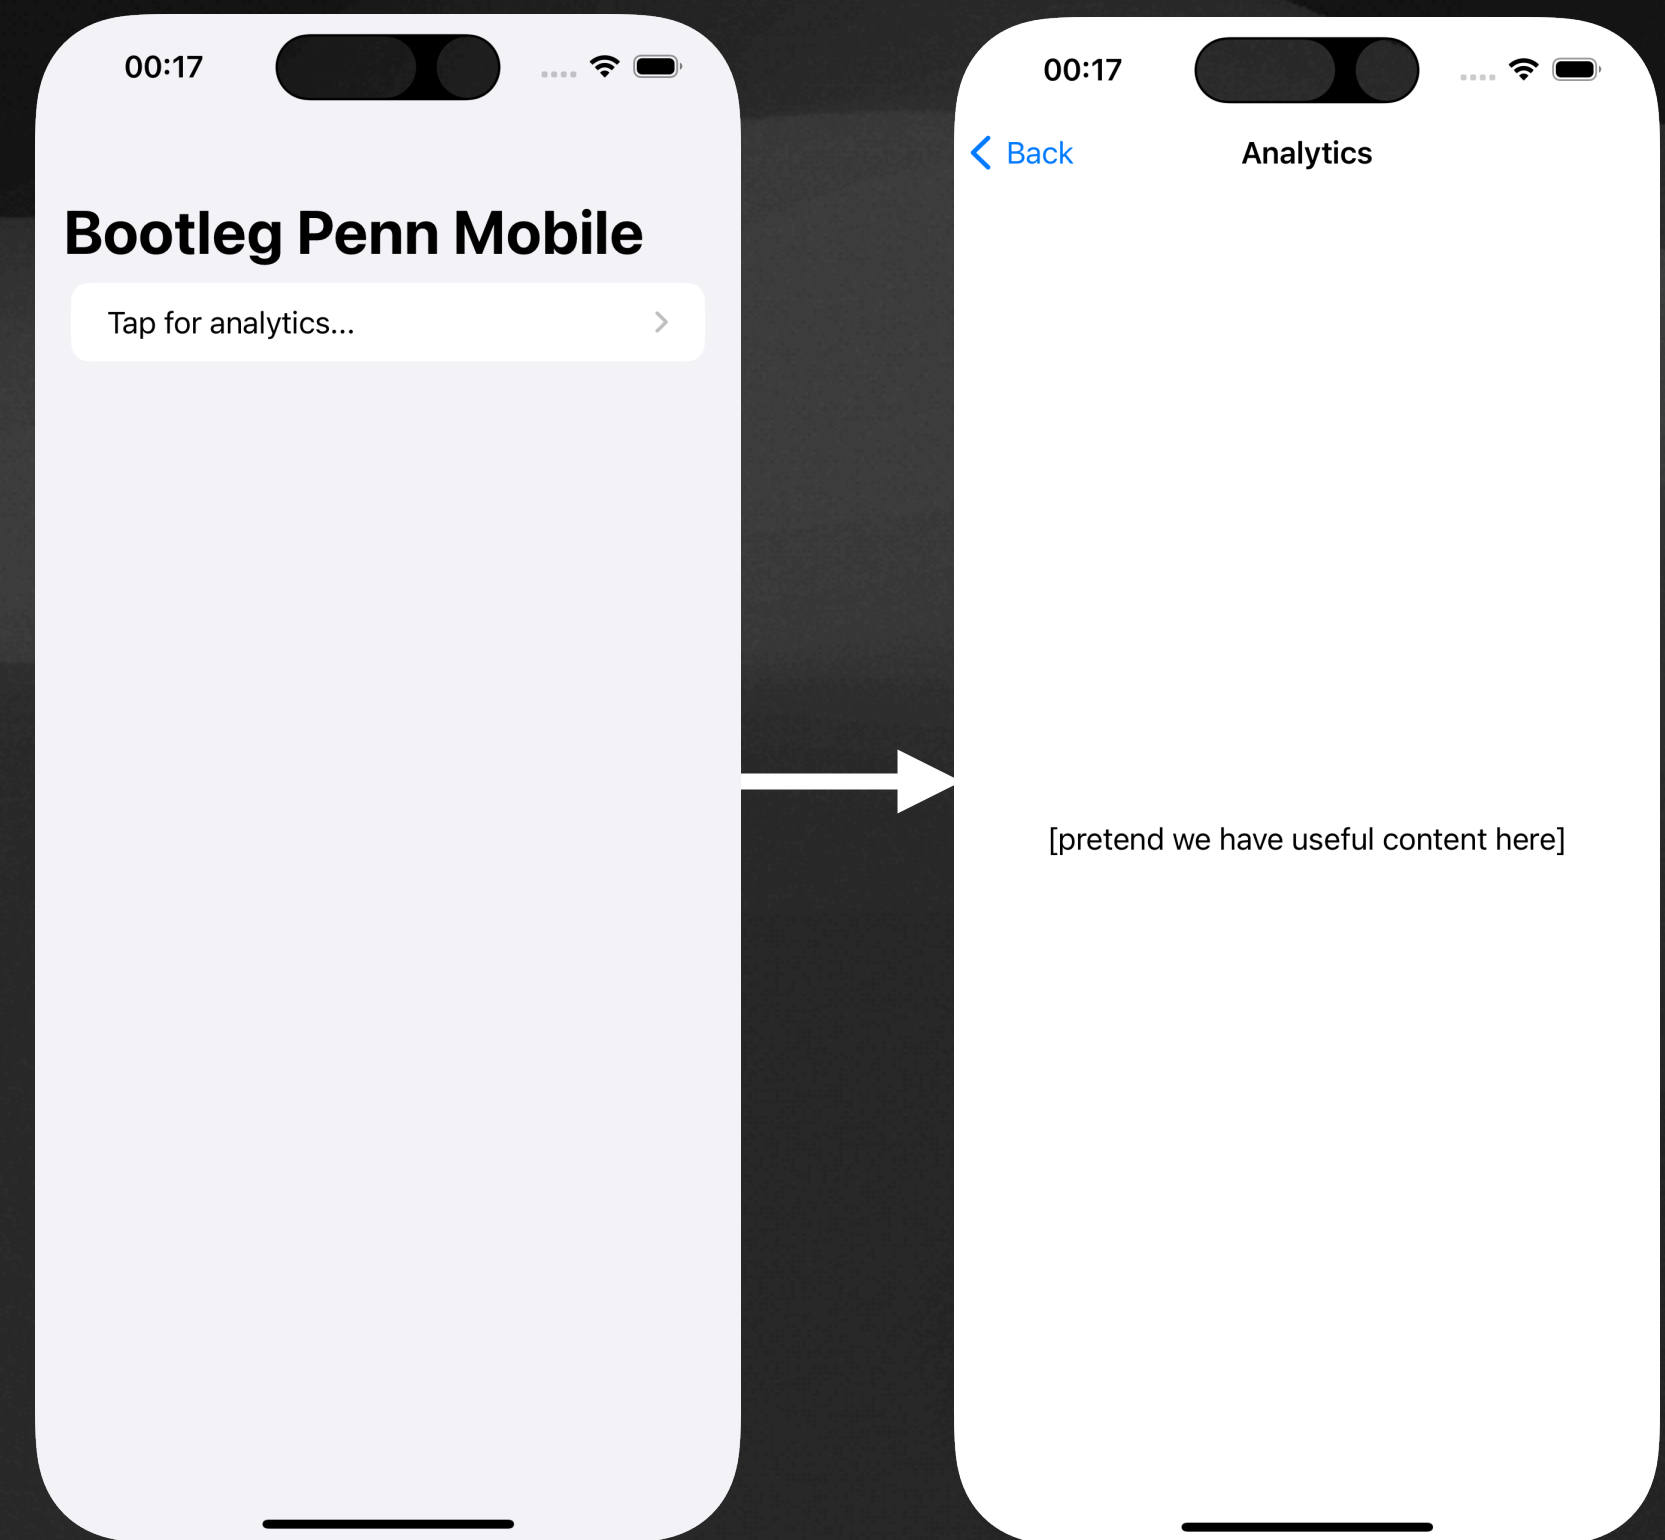 00:17
Bootleg Penn Mobile
Tap for analytics...
00:17
Back
Analytics
[pretend we have useful content here]